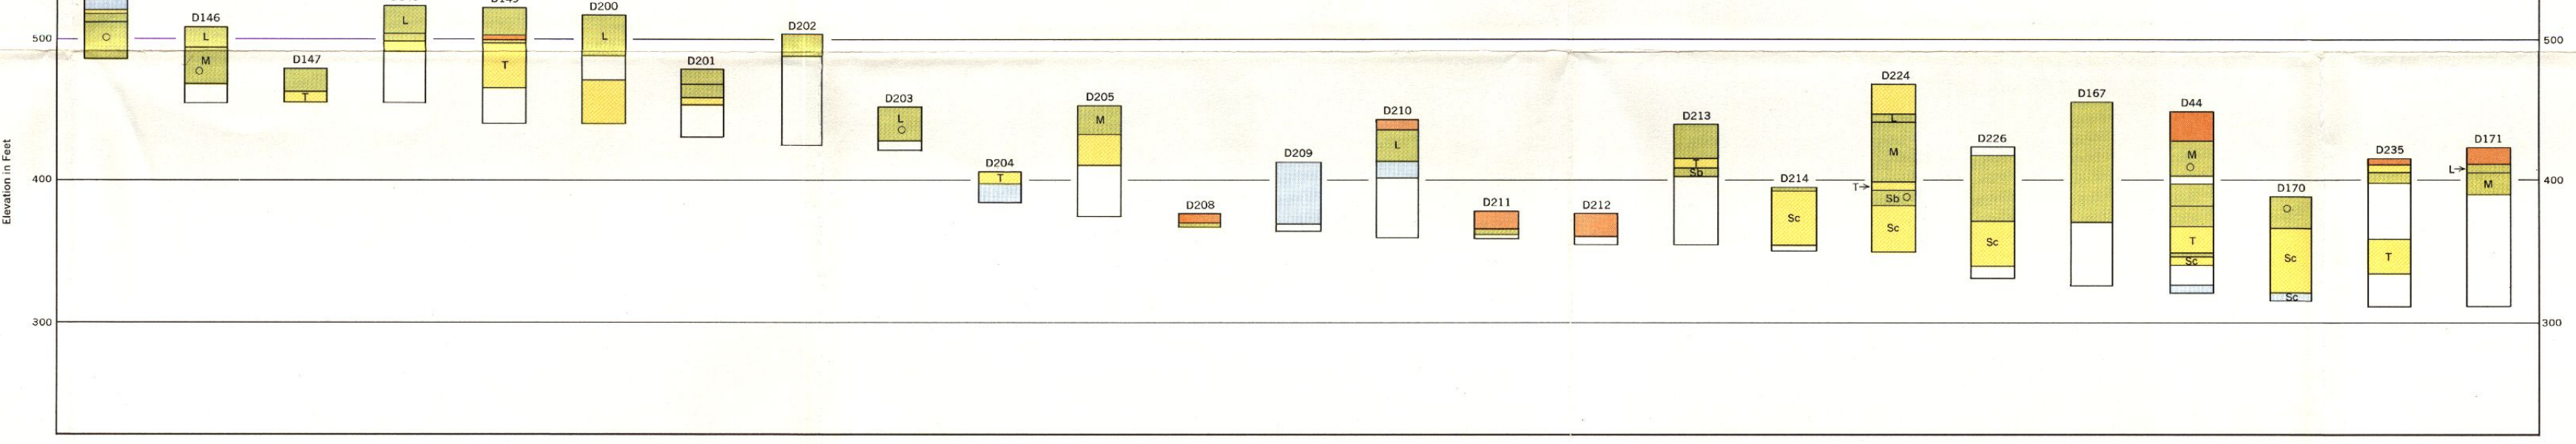 D149
D200
D146
L
D202
500
L
L
500
M
D147
T
D201
D224
T
D203
D205
D210
D213
L
D167
D44
L
M
D226
M
M
D209
L
T
D235
D171
D204
Sb
D214
L→
400
T
T→
D170
M
400
Sb
D208
D211
D212
Sc
Sc
Sc
T
Sc
T
Sc
Sc
300
300
Elevation in Feet